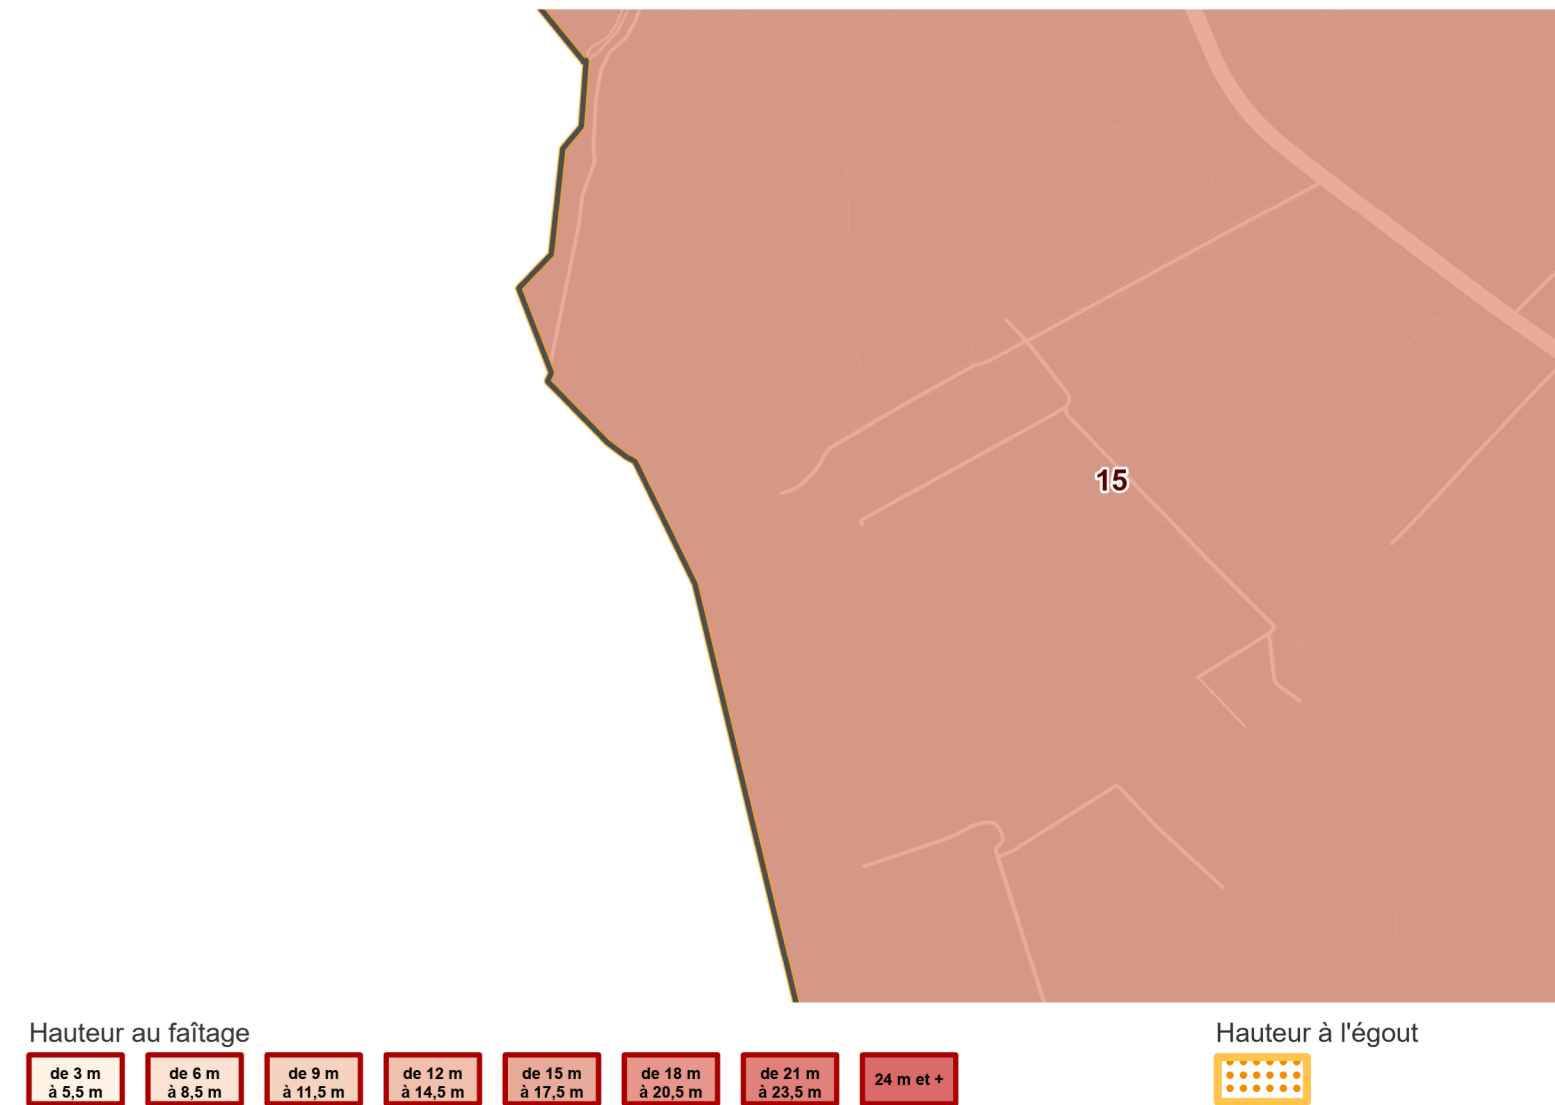 15
Hauteur au faîtage
Hauteur à l'égout
de 3 m
à 5,5 m
de 6 m
à 8,5 m
de 9 m
à 11,5 m
de 12 m
à 14,5 m
de 15 m
à 17,5 m
de 18 m
à 20,5 m
de 21 m
à 23,5 m
24 m et +